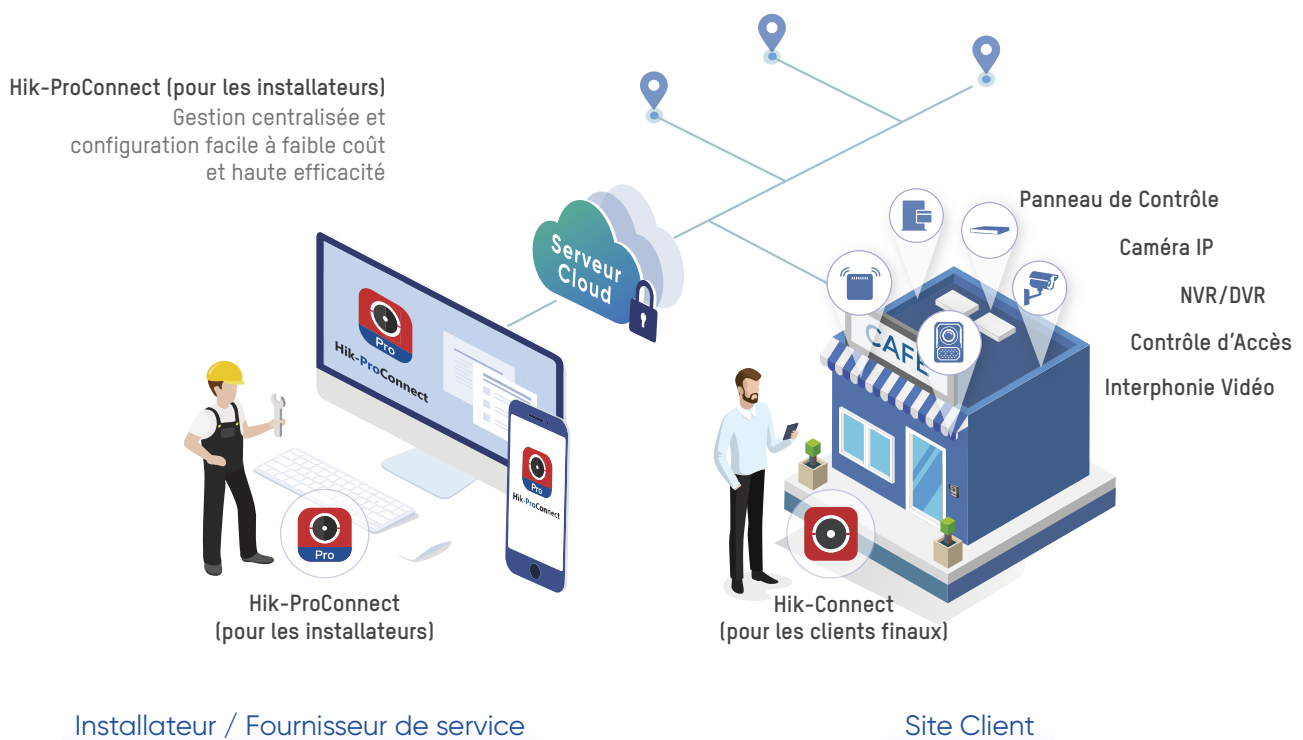 Hik-ProConnect (pour les installateurs)
Gestion centralisée et
configuration facile à faible coût
et haute efficacité
Serveur
Cloud
Panneau de Contrôle
Caméra IP
NVR/DVR
Contrôle d'Accès
Interphonie Vidéo
CAFE
Pro
Hik-ProConnect
Pro
Hik-ProConnect
Pro
Hik-ProConnect
(pour les installateurs)
Hik-Connect
(pour les clients finaux)
Installateur / Fournisseur de service
Site Client